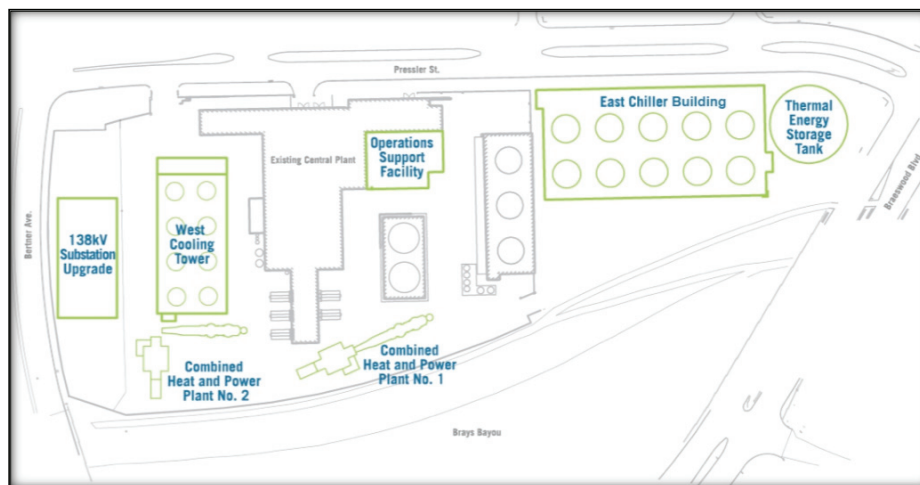 Pressler St.
East Chiller Building
Thermal
Energy
Storage
Tank
Operations
Support
Facility
Existing Central Plant
Braeswood Blvd.
Bertner Ave.
138kV
Substation
Upgrade
West
Cooling
Tower
Combined
Heat and Power
Plant No. 1
Combined
Heat and Power
Plant No. 2
Brays Bayou